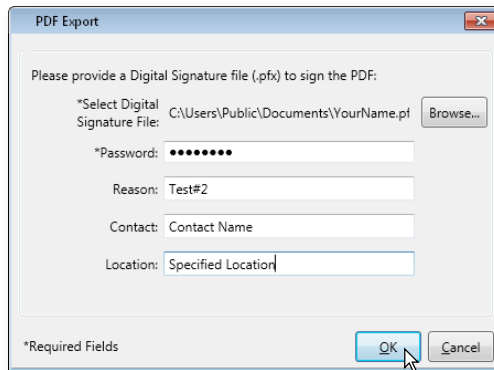 PDF Export
Please provide a Digital Signature file (.pfx) to sign the PDF:
*Select Digital
Signature File: C:\Users\Public\Documents\YourName.pf Browse...
*Password: ●●●●●●●●
Reason: Test#2
Contact: Contact Name
Location: Specified Location
*Required Fields OK Cancel